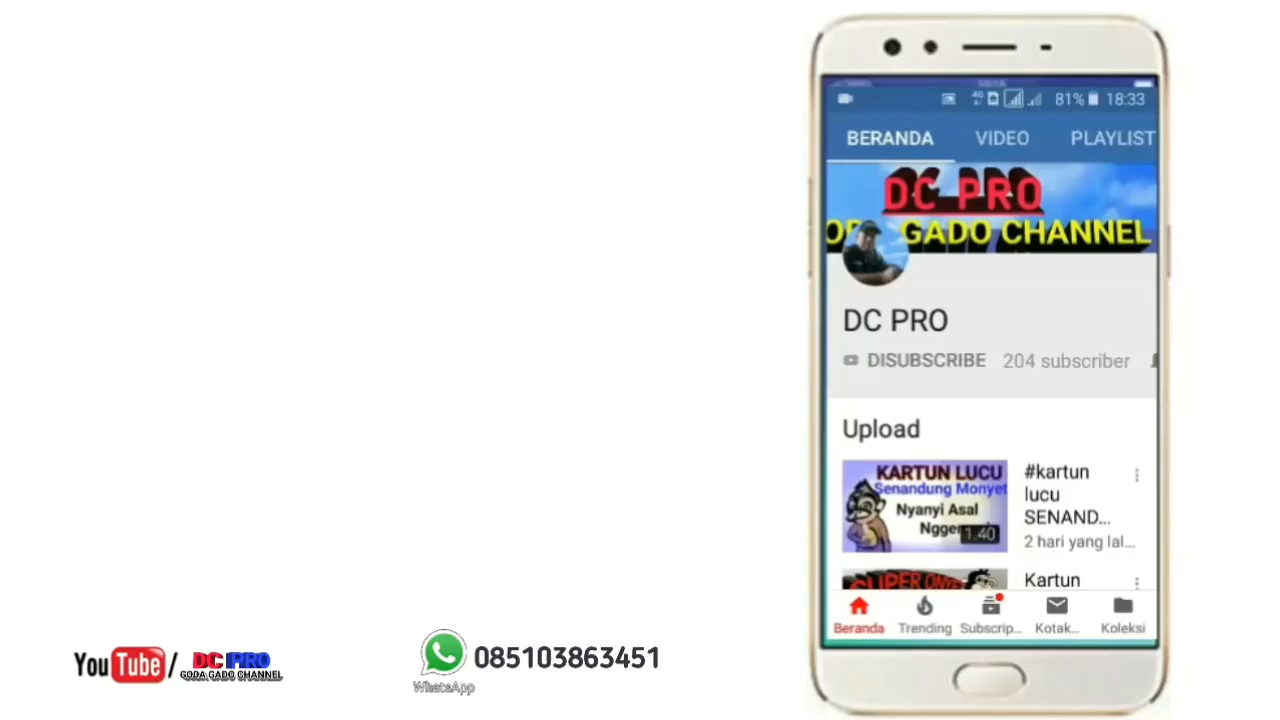 4G 81% 18:33
BERANDA VIDEO PLAYLIST
DC PRO
GADO CHANNEL
DC PRO
DISUBSCRIBE 204 subscriber
Upload
KARTUN LUCU
Senandung Monyet
Nyanyi Asal
1.40
#kartun
lucu
SENAND...
2 hari yang lal...
SUPER
Kartun
Beranda Trending Subscrip... Kotak... Koleksi
YouTube / DC PRO
GODA GADO CHANNEL
WhatsApp
085103863451